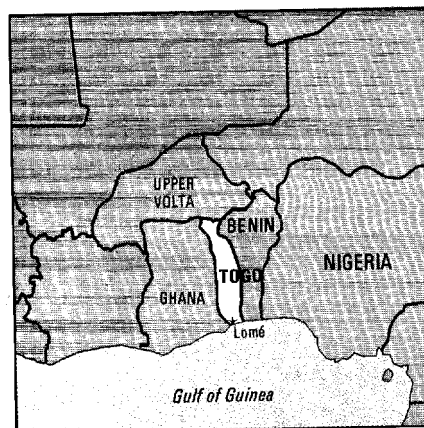 UPPER
VOLTA
BENIN
TOGO
NIGERIA
GHANA
Lomé
Gulf of Guinea